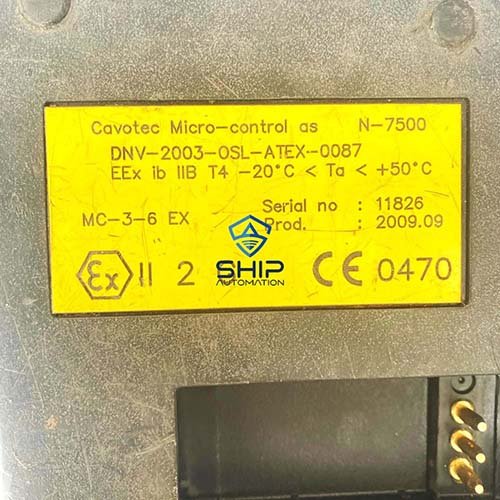 Cavotec Micro-control as N-7500
DNV-2003-OSL-ATEX-0087
EEx ib IIB T4 -20°C < Ta < +50°C
Serial no : 11826
MC-3-6 EX
Prod. : 2009.09
Ex II 2 CE 0470
SHIP
AUTOMATION